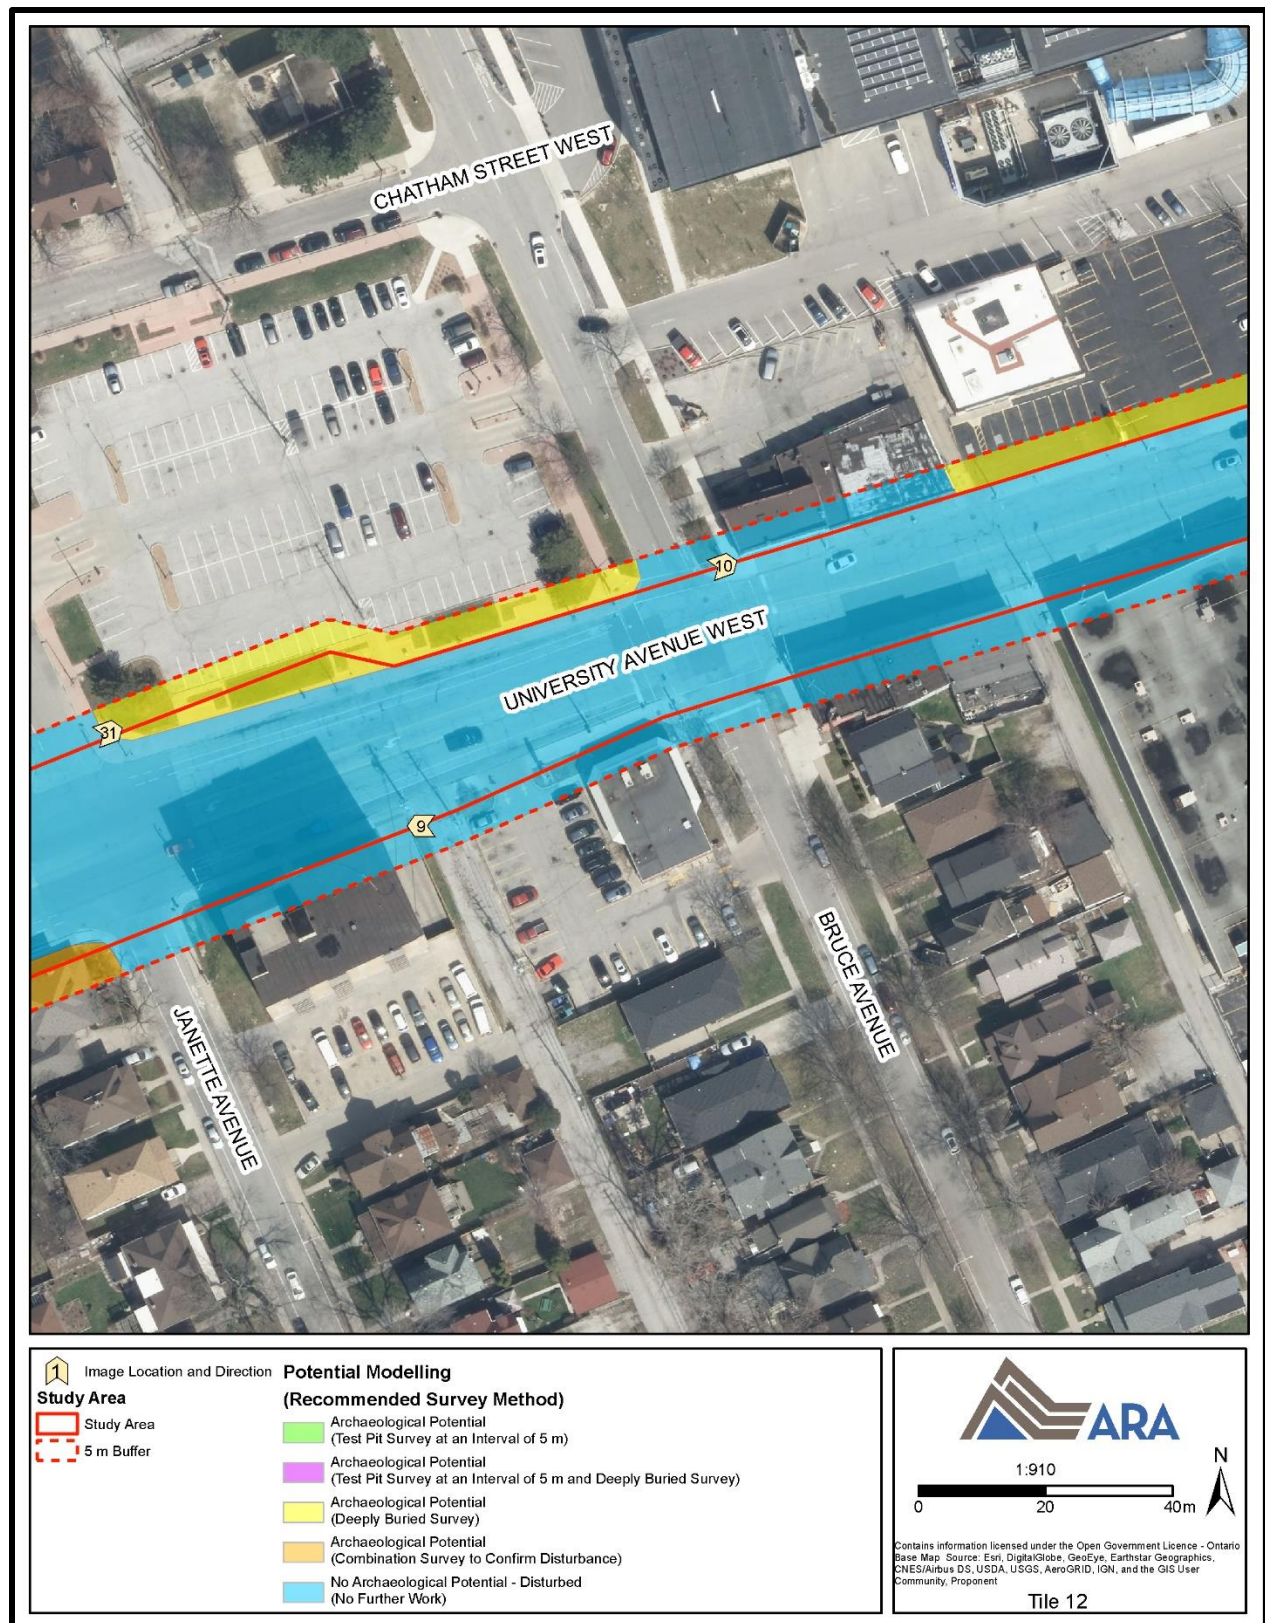 CHATHAM STREET WEST
10
UNIVERSITY AVENUE WEST
31
9
BRUCE AVENUE
JANETTE AVENUE
1 Image Location and Direction
Study Area
Study Area
5 m Buffer
Potential Modelling
(Recommended Survey Method)
Archaeological Potential
(Test Pit Survey at an Interval of 5 m)
Archaeological Potential
(Test Pit Survey at an Interval of 5 m and Deeply Buried Survey)
Archaeological Potential
(Deeply Buried Survey)
Archaeological Potential
(Combination Survey to Confirm Disturbance)
No Archaeological Potential - Disturbed
(No Further Work)
ARA
1:910
N
0 20 40m
Contains information licensed under the Open Government Licence - Ontario
Base Map Source: Esri, DigitalGlobe, GeoEye, Earthstar Geographics,
CNES/Airbus DS, USDA, USGS, AeroGRID, IGN, and the GIS User
Community, Proponent
Tile 12